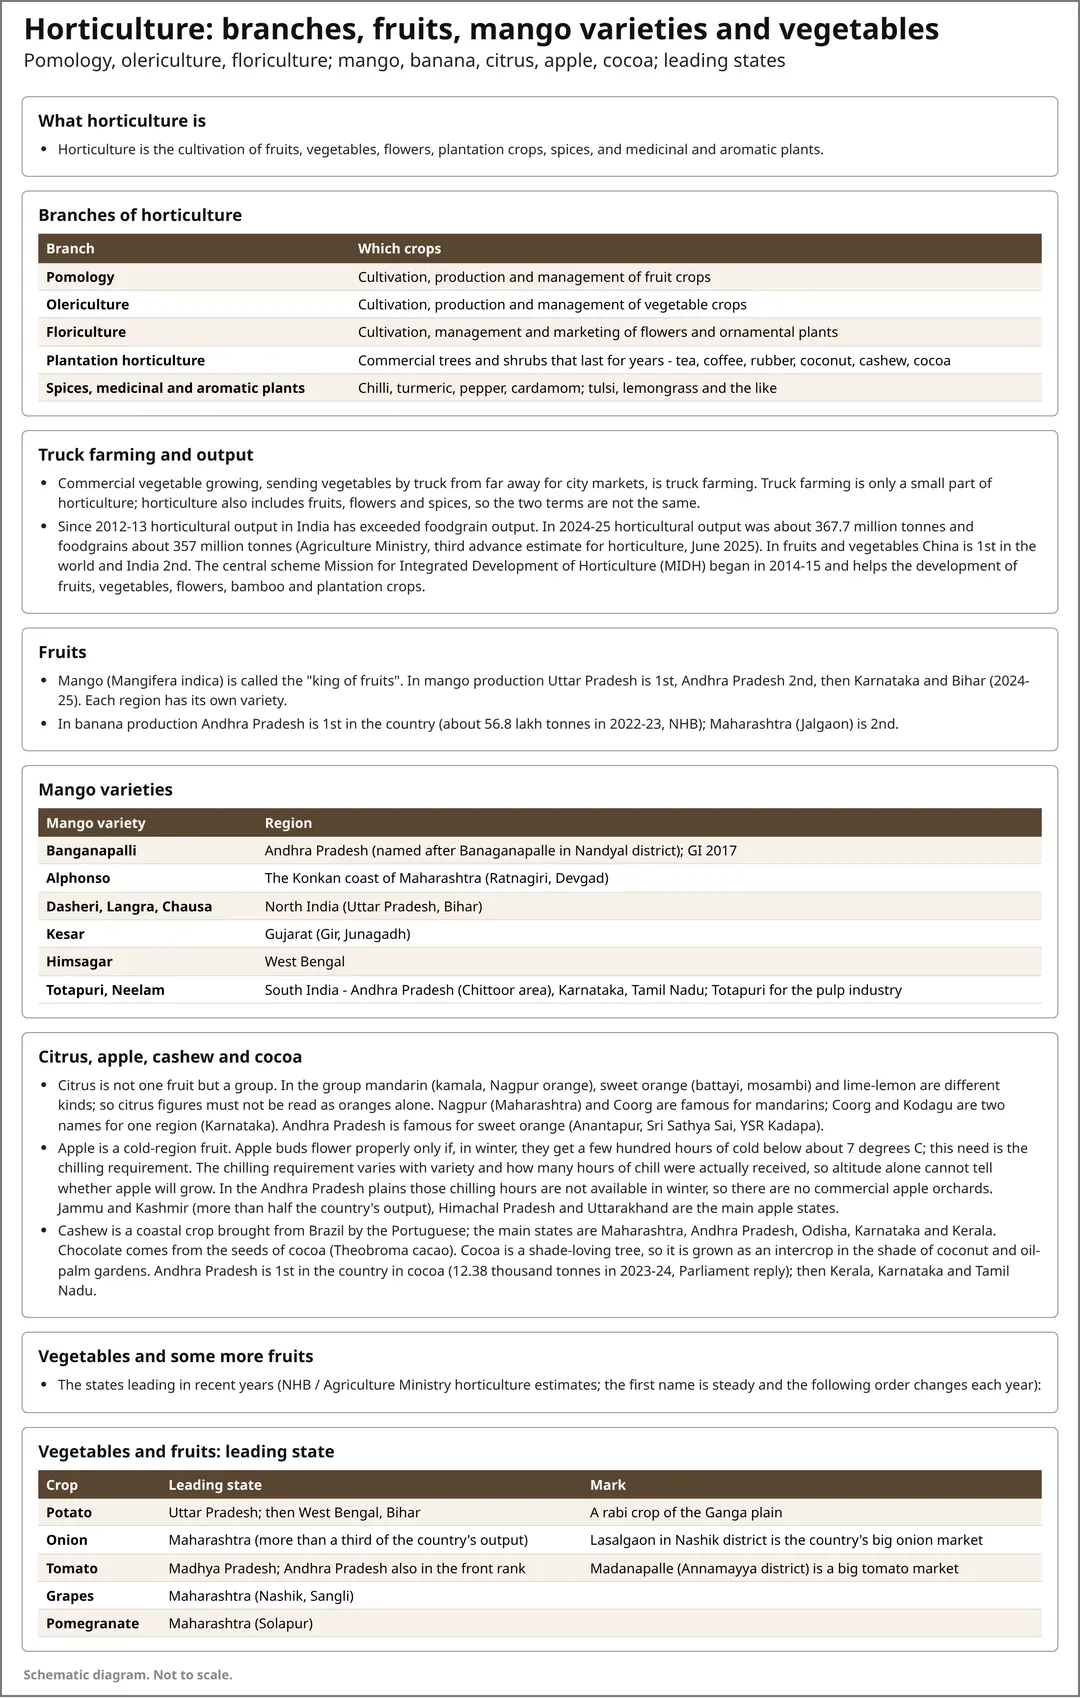 Horticulture: branches, fruits, mango varieties and vegetables
Pomology, olericulture, floriculture; mango, banana, citrus, apple, cocoa; leading states
What horticulture is
• Horticulture is the cultivation of fruits, vegetables, flowers, plantation crops, spices, and medicinal and aromatic plants.
Branches of horticulture
Branch Which crops
Pomology Cultivation, production and management of fruit crops
Olericulture Cultivation, production and management of vegetable crops
Floriculture Cultivation, management and marketing of flowers and ornamental plants
Plantation horticulture Commercial trees and shrubs that last for years - tea, coffee, rubber, coconut, cashew, cocoa
Spices, medicinal and aromatic plants Chilli, turmeric, pepper, cardamom; tulsi, lemongrass and the like
Truck farming and output
• Commercial vegetable growing, sending vegetables by truck from far away for city markets, is truck farming. Truck farming is only a small part of
horticulture; horticulture also includes fruits, flowers and spices, so the two terms are not the same.
• Since 2012-13 horticultural output in India has exceeded foodgrain output. In 2024-25 horticultural output was about 367.7 million tonnes and
foodgrains about 357 million tonnes (Agriculture Ministry, third advance estimate for horticulture, June 2025). In fruits and vegetables China is 1st in the
world and India 2nd. The central scheme Mission for Integrated Development of Horticulture (MIDH) began in 2014-15 and helps the development of
fruits, vegetables, flowers, bamboo and plantation crops.
Fruits
• Mango (Mangifera indica) is called the "king of fruits". In mango production Uttar Pradesh is 1st, Andhra Pradesh 2nd, then Karnataka and Bihar (2024-
25). Each region has its own variety.
• In banana production Andhra Pradesh is 1st in the country (about 56.8 lakh tonnes in 2022-23, NHB); Maharashtra (Jalgaon) is 2nd.
Mango varieties
Mango variety Region
Banganapalli Andhra Pradesh (named after Banaganapalle in Nandyal district); GI 2017
Alphonso The Konkan coast of Maharashtra (Ratnagiri, Devgad)
Dasheri, Langra, Chausa North India (Uttar Pradesh, Bihar)
Kesar Gujarat (Gir, Junagadh)
Himsagar West Bengal
Totapuri, Neelam South India - Andhra Pradesh (Chittoor area), Karnataka, Tamil Nadu; Totapuri for the pulp industry
Citrus, apple, cashew and cocoa
• Citrus is not one fruit but a group. In the group mandarin (kamala, Nagpur orange), sweet orange (battayi, mosambi) and lime-lemon are different
kinds; so citrus figures must not be read as oranges alone. Nagpur (Maharashtra) and Coorg are famous for mandarins; Coorg and Kodagu are two
names for one region (Karnataka). Andhra Pradesh is famous for sweet orange (Anantapur, Sri Sathya Sai, YSR Kadapa).
• Apple is a cold-region fruit. Apple buds flower properly only if, in winter, they get a few hundred hours of cold below about 7 degrees C; this need is the
chilling requirement. The chilling requirement varies with variety and how many hours of chill were actually received, so altitude alone cannot tell
whether apple will grow. In the Andhra Pradesh plains those chilling hours are not available in winter, so there are no commercial apple orchards.
Jammu and Kashmir (more than half the country's output), Himachal Pradesh and Uttarakhand are the main apple states.
• Cashew is a coastal crop brought from Brazil by the Portuguese; the main states are Maharashtra, Andhra Pradesh, Odisha, Karnataka and Kerala.
Chocolate comes from the seeds of cocoa (Theobroma cacao). Cocoa is a shade-loving tree, so it is grown as an intercrop in the shade of coconut and oil-
palm gardens. Andhra Pradesh is 1st in the country in cocoa (12.38 thousand tonnes in 2023-24, Parliament reply); then Kerala, Karnataka and Tamil
Nadu.
Vegetables and some more fruits
• The states leading in recent years (NHB / Agriculture Ministry horticulture estimates; the first name is steady and the following order changes each year):
Vegetables and fruits: leading state
Crop Leading state Mark
Potato Uttar Pradesh; then West Bengal, Bihar A rabi crop of the Ganga plain
Onion Maharashtra (more than a third of the country's output) Lasalgaon in Nashik district is the country's big onion market
Tomato Madhya Pradesh; Andhra Pradesh also in the front rank Madanapalle (Annamayya district) is a big tomato market
Grapes Maharashtra (Nashik, Sangli)
Pomegranate Maharashtra (Solapur)
Schematic diagram. Not to scale.